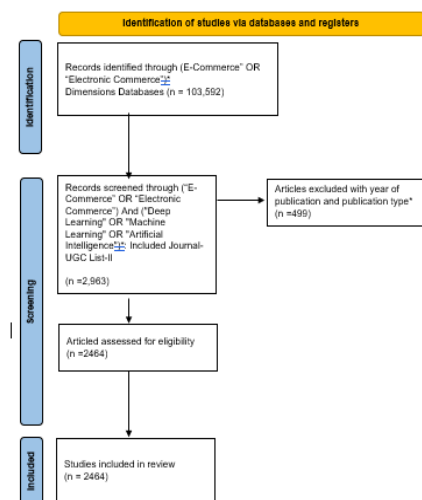 Identification of studies via databases and registers
Identification
Records identified through (E-Commerce" OR
"Electronic Commerce")*
Dimensions Databases (n = 103,592)
Screening
Records screened through ("E-
Commerce" OR "Electronic
Commerce") And ("Deep
Learning" OR "Machine
Learning" OR "Artificial
Intelligence")*: Included Journal-
UGC List-II
(n =2,963)
Articles excluded with year of
publication and publication type*
(n =499)
Articled assessed for eligibility
(n =2464)
Included
Studies included in review
(n = 2464)